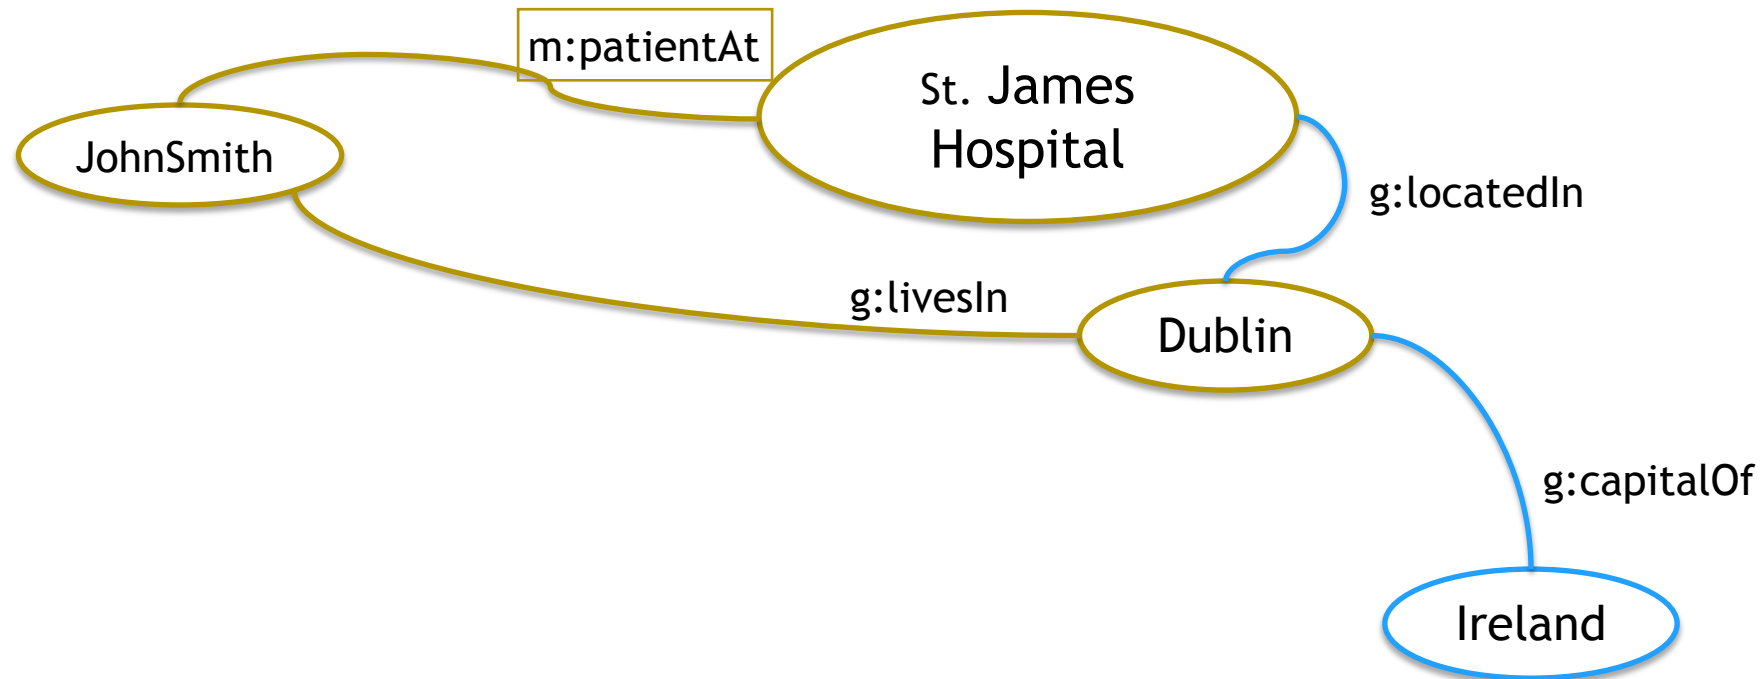 m:patientAt
St. James
Hospital
JohnSmith
g:locatedIn
g:livesIn
Dublin
g:capitalOf
Ireland